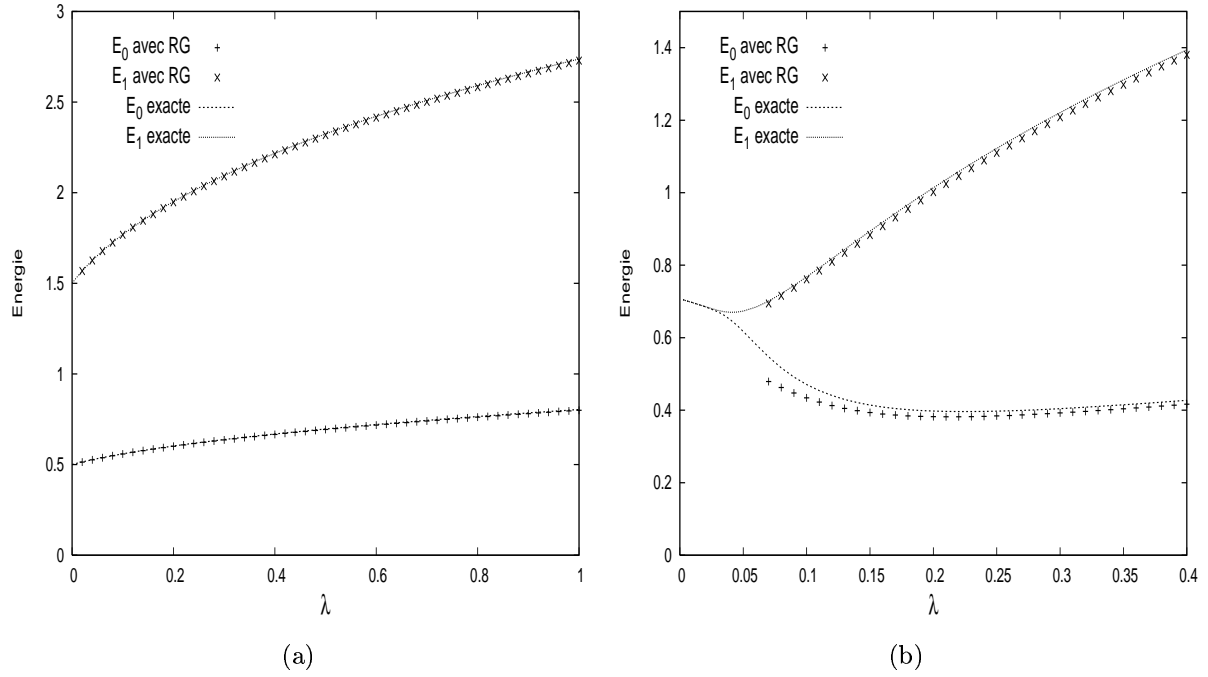 E0 avec RG +
E1 avec RG ×
E0 exacte
E1 exacte
Energie
3
2.5
2
1.5
1
0.5
0
0 0.2 0.4 0.6 0.8 1
λ
(a)
E0 avec RG +
E1 avec RG ×
E0 exacte
E1 exacte
Energie
1.4
1.2
1
0.8
0.6
0.4
0.2
0
0 0.05 0.1 0.15 0.2 0.25 0.3 0.35 0.4
λ
(b)